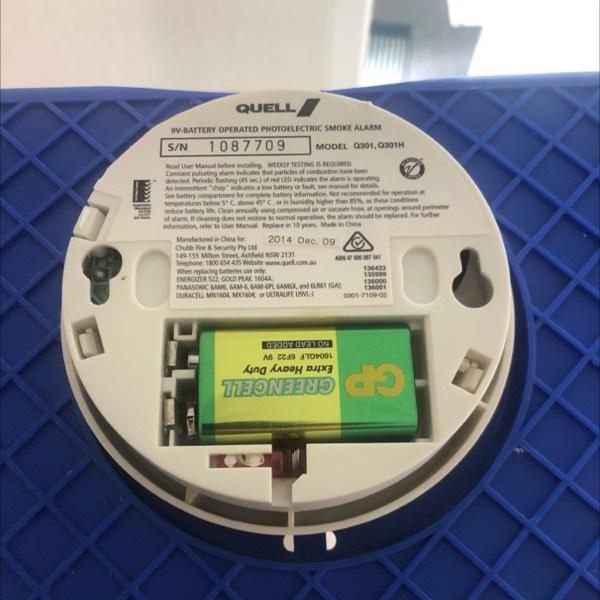 QUELL
9V-BATTERY OPERATED PHOTOELECTRIC SMOKE ALARM
S/N 1087709 MODEL Q301, Q301H
Read User Manual before installing. WEEKLY TESTING IS REQUIRED.
Constant pulsating alarm indicates that particles of combustion have been
detected. Periodic flashing (45 sec.) of red LED indicates the alarm is operating.
An intermittent "chirp" indicates a low battery or fault, see manual for details.
See battery compartment for complete battery information. Not recommended for operation at
temperatures below 5° C, above 45° C, or in humidity higher than 85%, as these conditions
reduce battery life. Clean annually using compressed air or vacuum hose, at openings around perimeter
of alarm. If cleaning does not restore to normal operation, the alarm should be replaced. For further
information, refer to User Manual. Replace in 10 years. Made in China
Manufactured in China for: 2014 Dec. 09
Chubb Fire & Security Pty Ltd
149-155 Milton Street, Ashfield NSW 2131
Telephone: 1800 654 435 Website www.quell.com.au
ABN 47 000 067 541
When replacing batteries use only:
ENERGIZER 522; GOLD PEAK 1604A;
PANASONIC 6AM6, 6AM-6, 6AM-6PI, 6AM6X, and 6LR61 (GA);
DURACELL MN1604, MX1604; or ULTRALIFE U9VL-J
136423
135999
136000
136001
0301-7109-02
GP
GREENCELL
Extra Heavy Duty
1604GLF 6F22 9V
NO LEAD ADDED